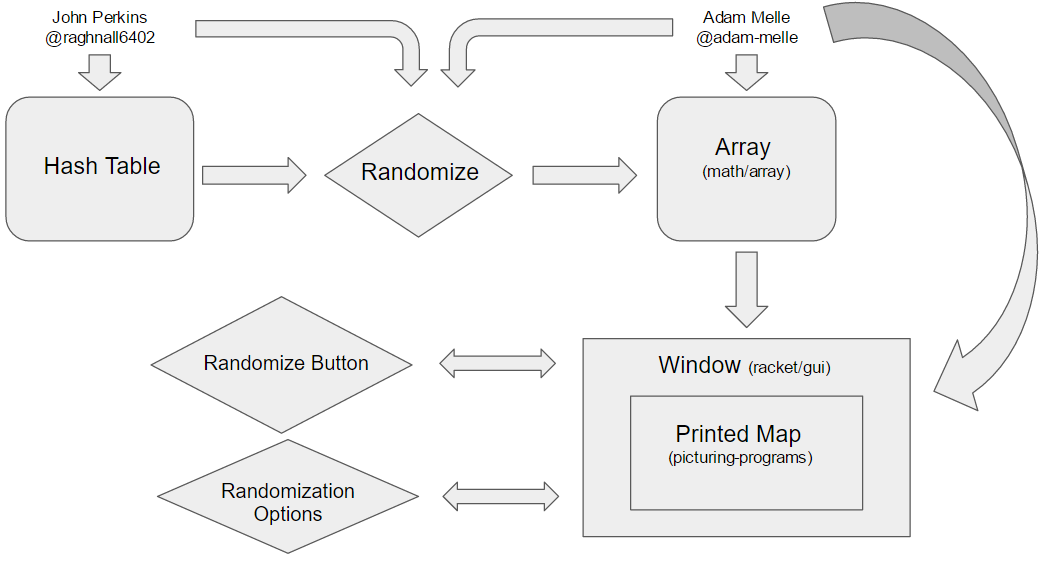 John Perkins
@raghnall6402
Adam Melle
@adam-melle
Hash Table
Randomize
Array
(math/array)
Randomize Button
Window (racket/gui)
Printed Map
(picturing-programs)
Randomization
Options